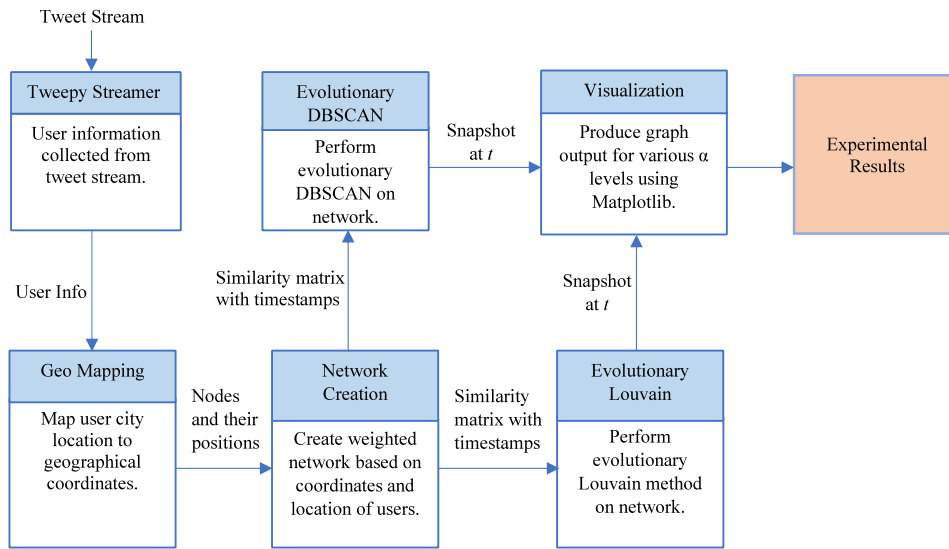 Tweet Stream
Tweepy Streamer
User information
collected from
tweet stream.
User Info
Geo Mapping
Map user city
location to
geographical
coordinates.
Nodes
and their
positions
Network
Creation
Create weighted
network based on
coordinates and
location of users.
Similarity matrix
with timestamps
Evolutionary
DBSCAN
Perform
evolutionary
DBSCAN on
network.
Snapshot
at t
Similarity
matrix with
timestamps
Evolutionary
Louvain
Perform
evolutionary
Louvain method
on network.
Snapshot
at t
Visualization
Produce graph
output for various α
levels using
Matplotlib.
Experimental
Results